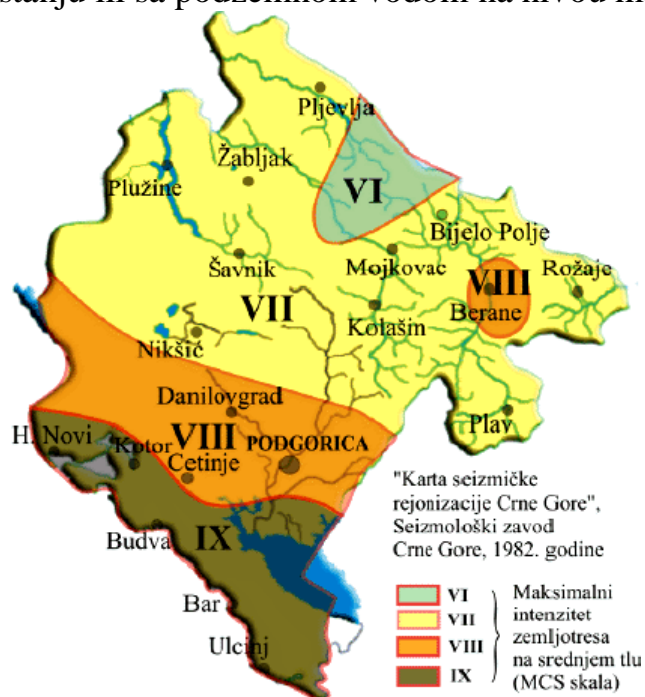 Pljevlja
Žabljak
Plužine
VI
Bijelo Polje
Šavnik
Mojkovac
VIII
Rožaje
VII
Berane
Kolašin
Nikšić
Danilovgrad
Plav
H. Novi
Kotor
VIII
PODGORICA
Cetinje
"Karta seizmičke
rejonizacije Crne Gore",
Seizmološki zavod
Crne Gore, 1982. godine
Budva
IX
Bar
Ulcinj
VI
VII
VIII
IX
Maksimalni
intenzitet
zemljotresa
na srednjem tlu
(MCS skala)